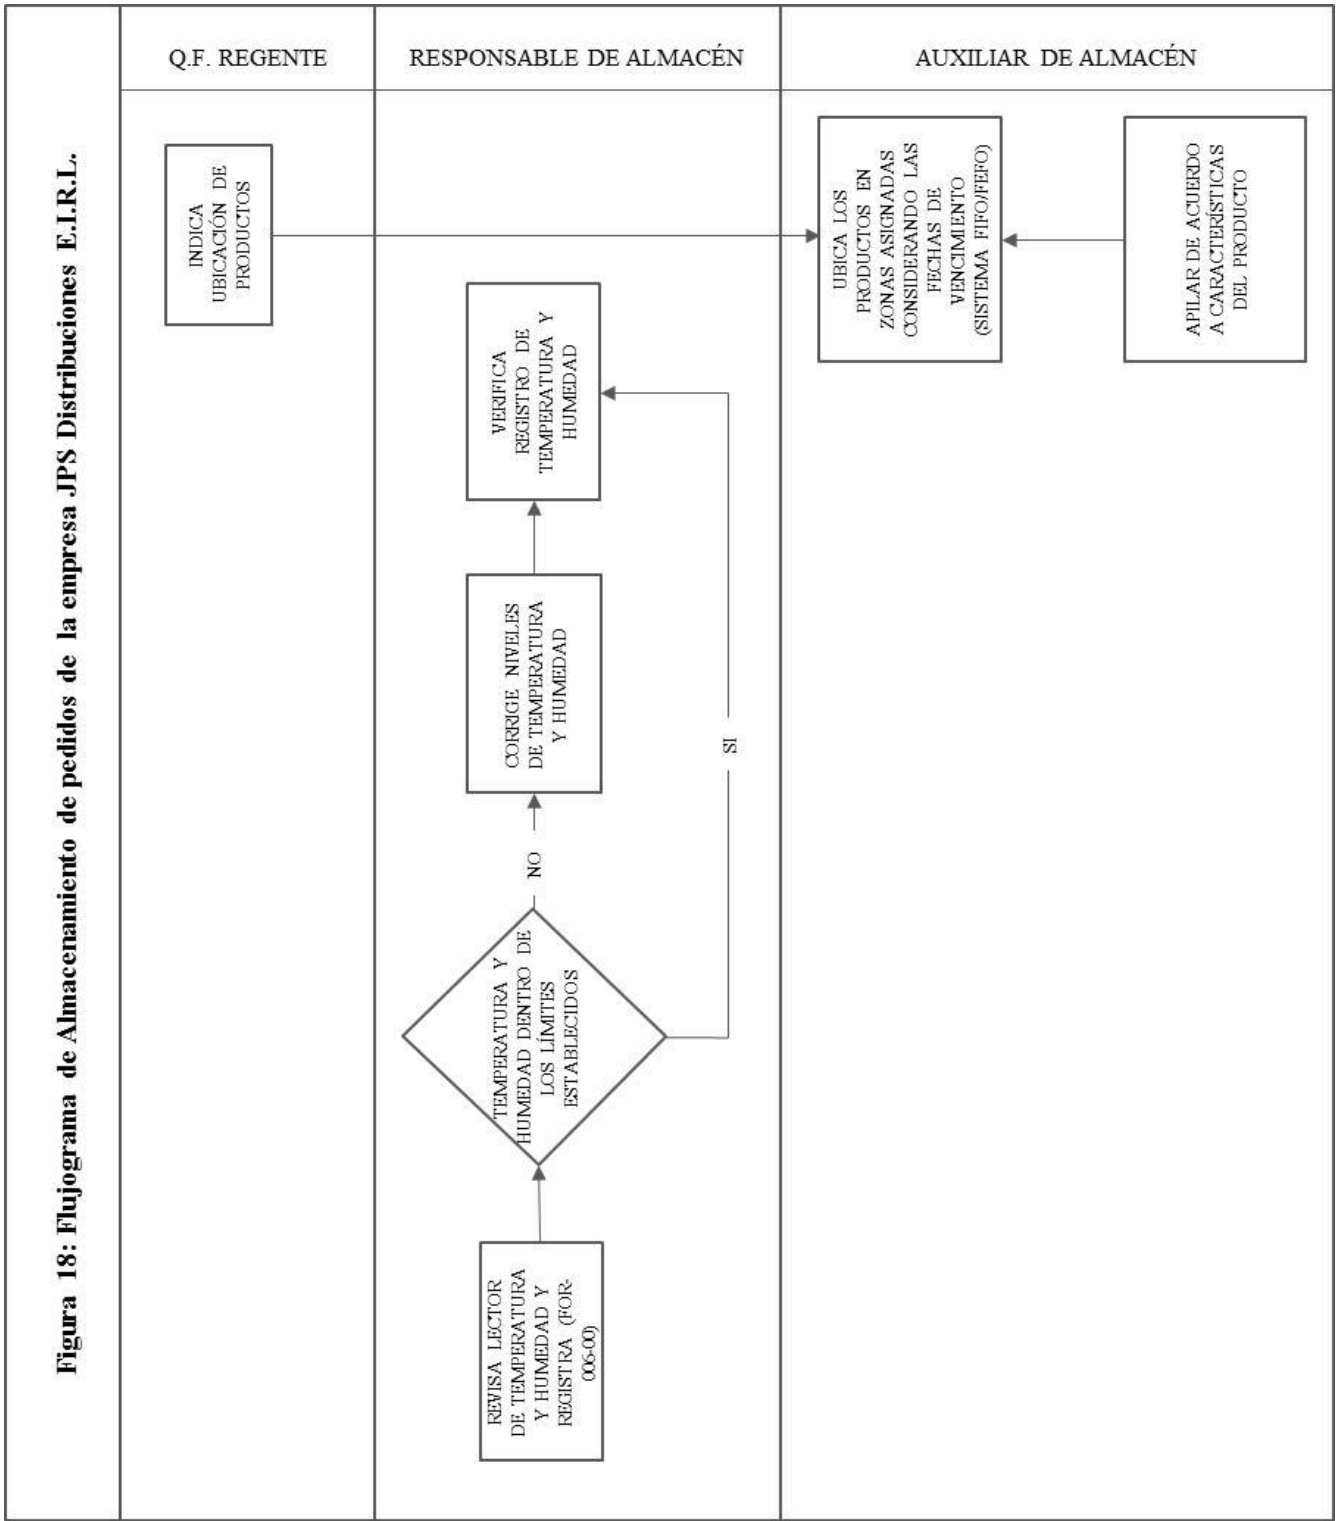 Figura 18: Flujograma de Almacenamiento de pedidos de la empresa JPS Distribuciones E.I.R.L.
Q.F. REGENTE
RESPONSABLE DE ALMACÉN
AUXILIAR DE ALMACÉN
INDICA
UBICACIÓN DE
PRODUCTOS
REVISA LECTOR
DE TEMPERATURA
Y HUMEDAD Y
REGISTRA (FOR-
006-00)
TEMPERATURA Y
HUMEDAD DENTRO DE
LOS LÍMITES
ESTABLECIDOS
NO
SI
CORRIGE NIVELES
DE TEMPERATURA
Y HUMEDAD
VERIFICA
REGISTRO DE
TEMPERATURA Y
HUMEDAD
UBICA LOS
PRODUCTOS EN
ZONAS ASIGNADAS
CONSIDERANDO LAS
FECHAS DE
VENCIMIENTO
(SISTEMA FIFO/FEFO)
APILAR DE ACUERDO
A CARACTERÍSTICAS
DEL PRODUCTO